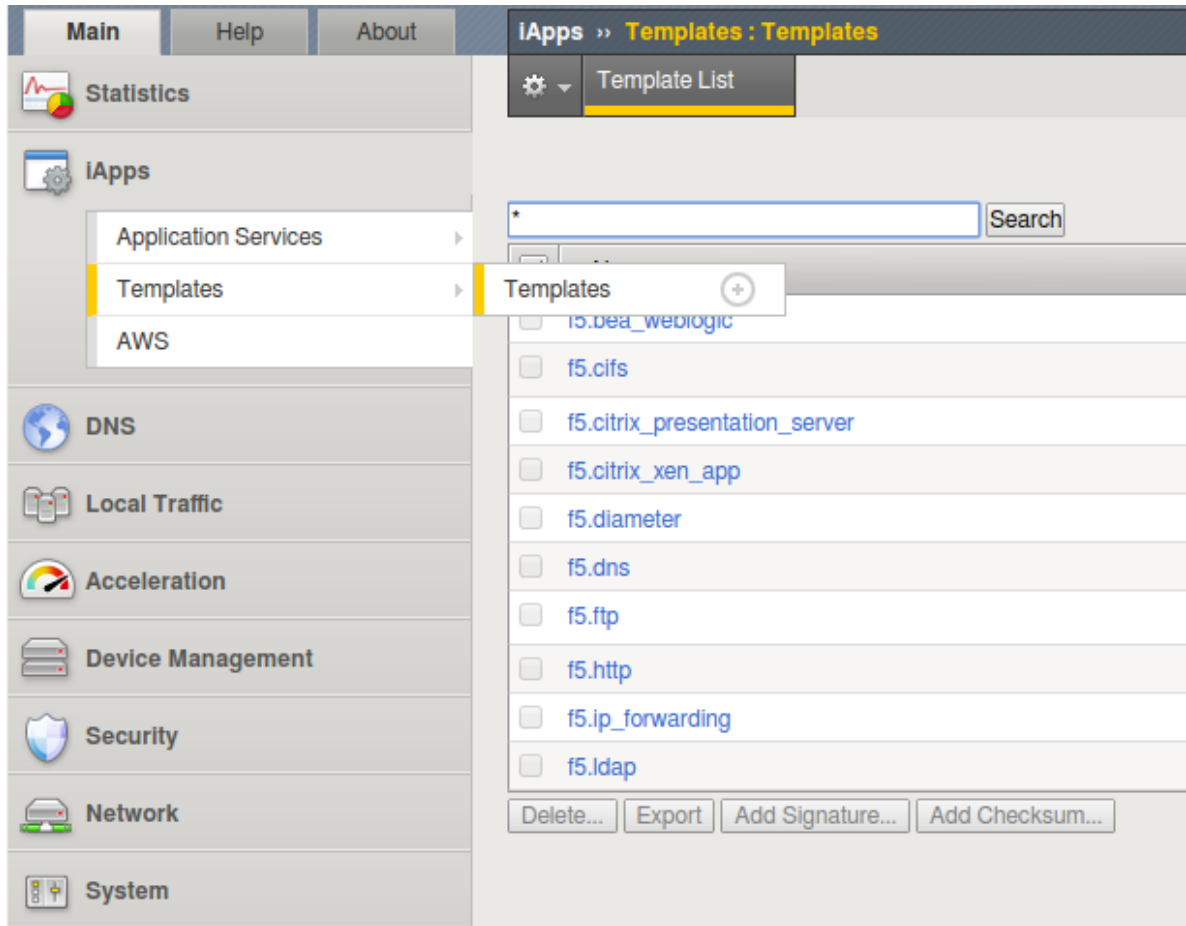 Main
Help
About
iApps ›› Templates : Templates
Template List
Statistics
iApps
Application Services
Templates
AWS
Templates
DNS
Local Traffic
Acceleration
Device Management
Security
Network
System
*
Search
f5.bea_weblogic
f5.cifs
f5.citrix_presentation_server
f5.citrix_xen_app
f5.diameter
f5.dns
f5.ftp
f5.http
f5.ip_forwarding
f5.ldap
Delete... Export Add Signature... Add Checksum...